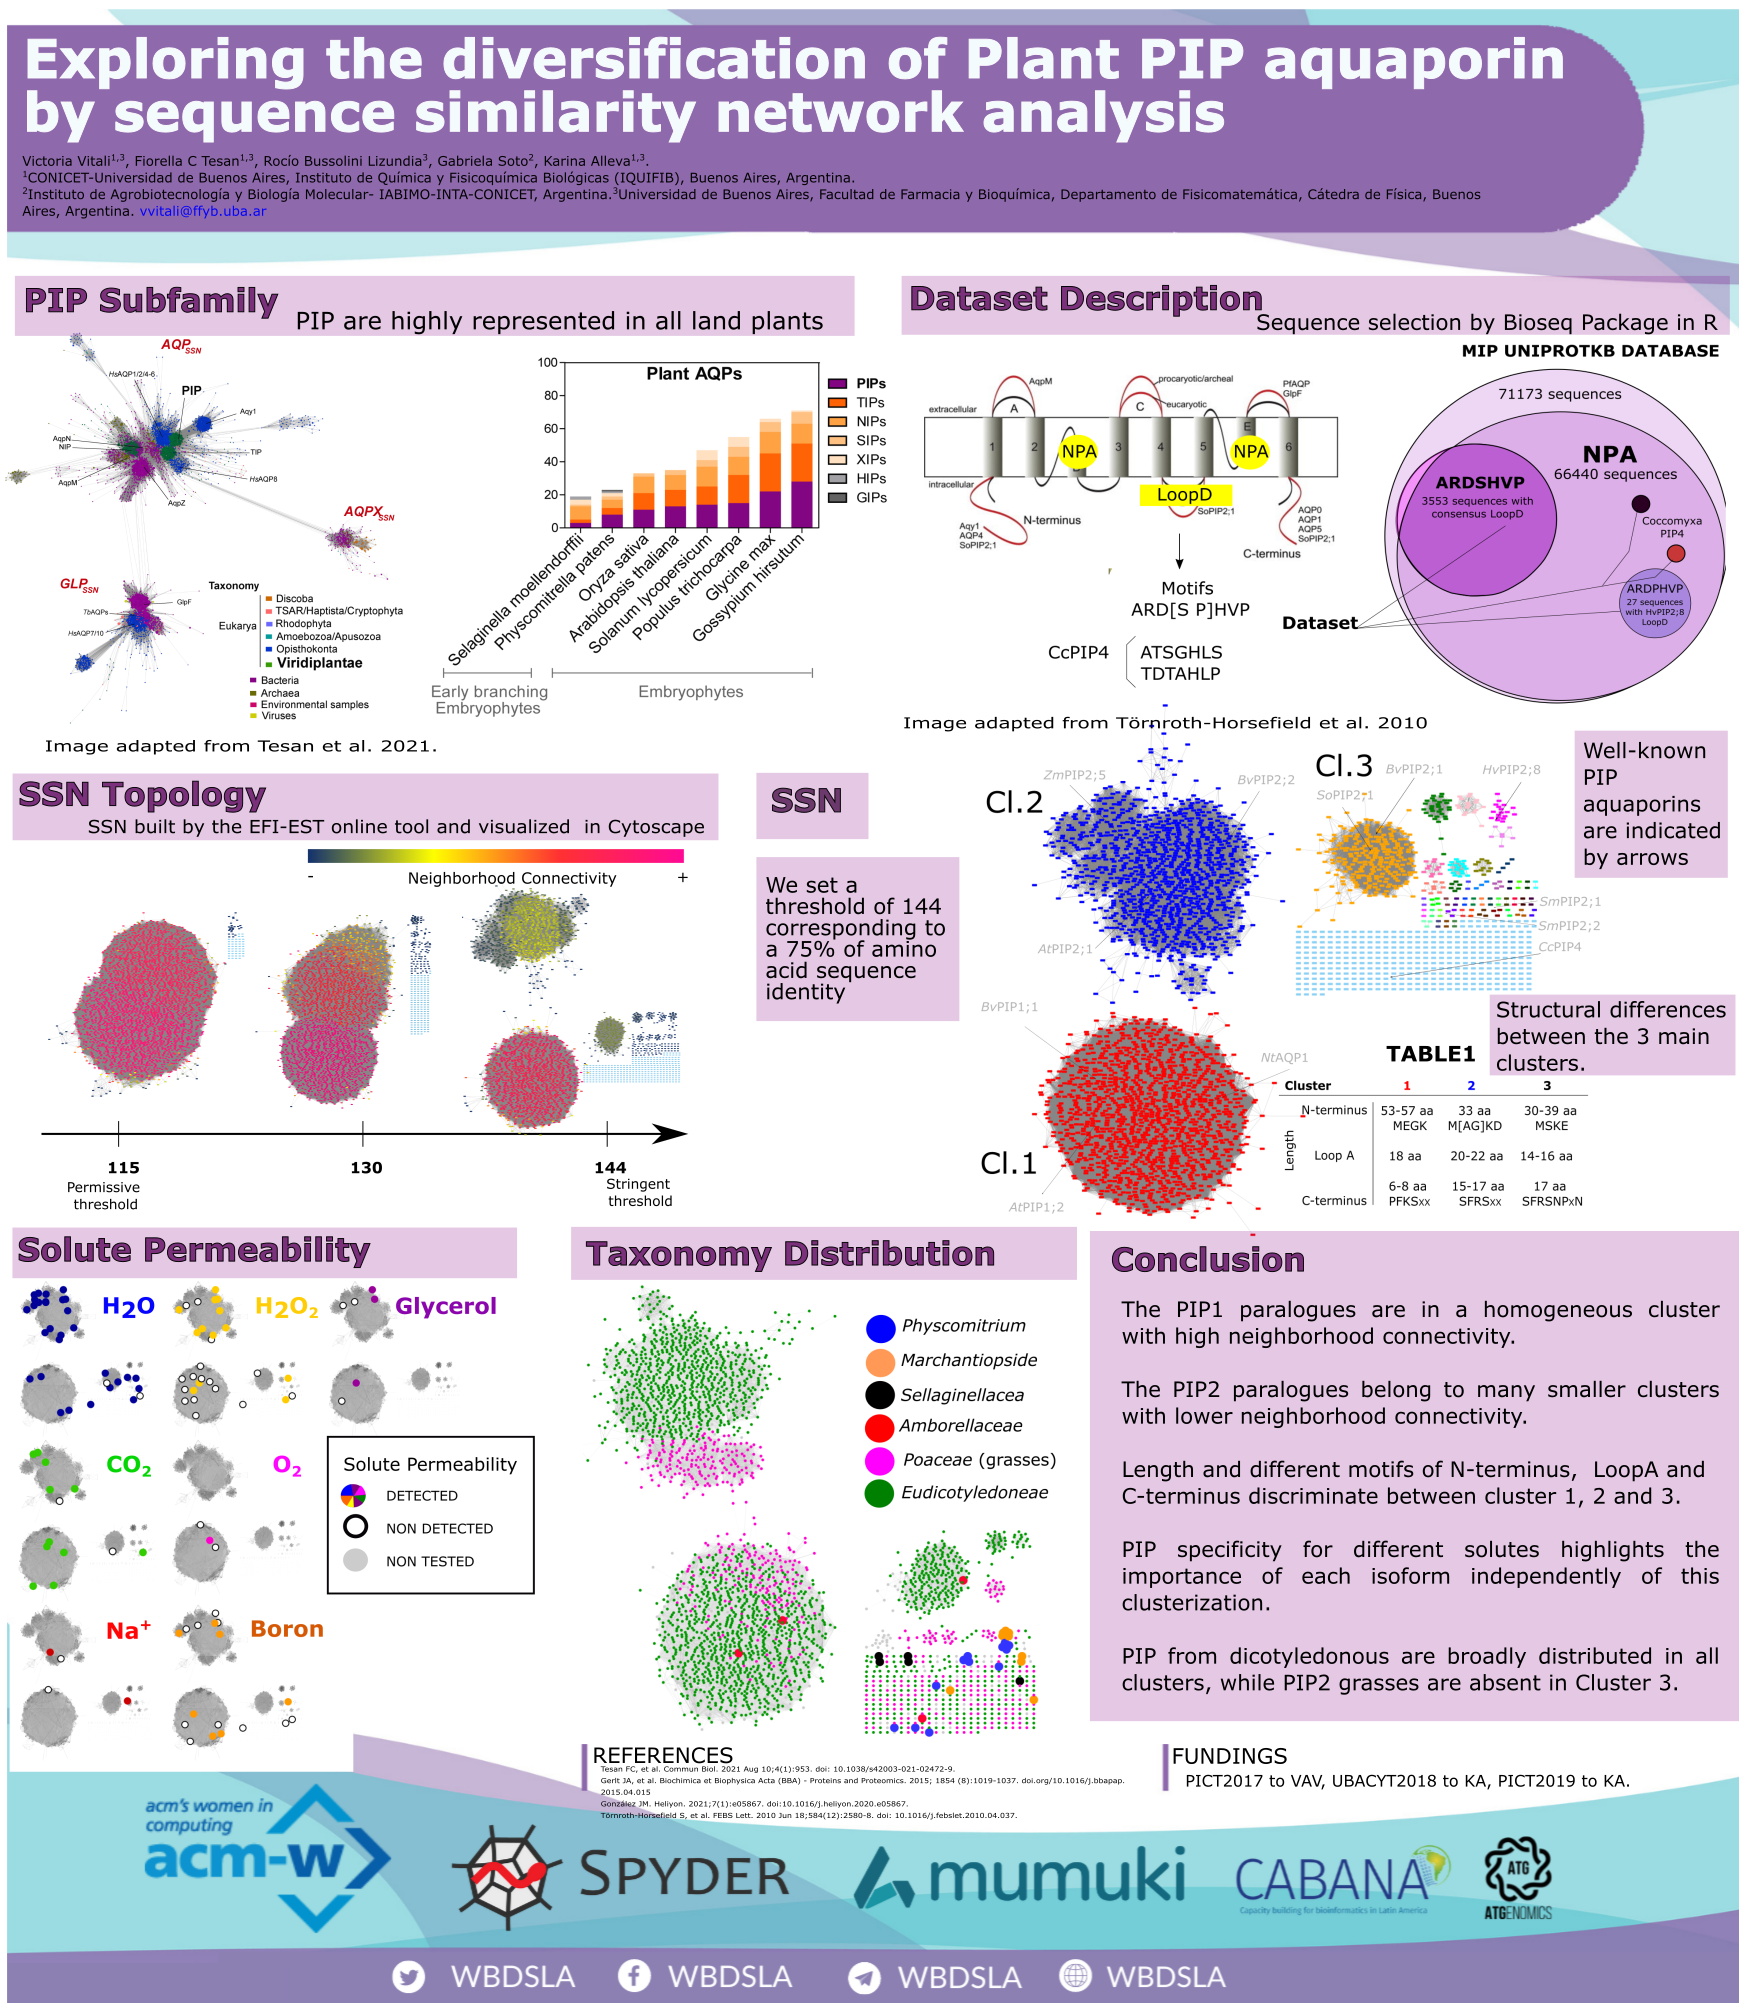 Exploring the diversification of Plant PIP aquaporin
by sequence similarity network analysis
Victoria Vitali1,3, Fiorella C Tesan1,3, Rocío Bussolini Lizundia3, Gabriela Soto2, Karina Alleva1,3.
1CONICET-Universidad de Buenos Aires, Instituto de Química y Fisicoquímica Biológicas (IQUIFIB), Buenos Aires, Argentina.
2Instituto de Agrobiotecnología y Biología Molecular- IABIMO-INTA-CONICET, Argentina.3Universidad de Buenos Aires, Facultad de Farmacia y Bioquímica, Departamento de Fisicomatemática, Cátedra de Física, Buenos
Aires, Argentina. vvitali@ffyb.uba.ar
PIP Subfamily
PIP are highly represented in all land plants
AQPSSN
HsAQP1/2/4-6
PIP
Aqy1
AqpN
NIP
TIP
AqpM
HsAQP8
AqpZ
AQPXSSN
GLPSSN
GlpF
TbAQPs
HsAQP7/10
Taxonomy
Eukarya
Discoba
TSAR/Haptista/Cryptophyta
Rhodophyta
Amoebozoa/Apusozoa
Opisthokonta
Viridiplantae
Bacteria
Archaea
Environmental samples
Viruses
Plant AQPs
100
80
60
40
20
0
PIPs
TIPs
NIPs
SIPs
XIPs
HIPs
GIPs
Selaginella moellendorffii
Physcomitrella patens
Oryza sativa
Arabidopsis thaliana
Solanum lycopersicum
Populus trichocarpa
Glycine max
Gossypium hirsutum
Early branching
Embryophytes
Embryophytes
Image adapted from Tesan et al. 2021.
Dataset Description
Sequence selection by Bioseq Package in R
MIP UNIPROTKB DATABASE
AqpM
procaryotic/archeal
eucaryotic
PfAQP
GlpF
extracellular
A
C
E
1
2
3
4
5
6
NPA
NPA
intracellular
LoopD
SoPIP2;1
Aqy1
AQP4
SoPIP2;1
N-terminus
AQP0
AQP1
AQP5
SoPIP2;1
C-terminus
Motifs
ARD[S P]HVP
CcPIP4
ATSGHLS
TDTAHLP
71173 sequences
NPA
66440 sequences
ARDSHVP
3553 sequences with
consensus LoopD
Coccomyxa
PIP4
ARDPHVP
27 sequences
with HvPIP2;8
LoopD
Dataset
Image adapted from Törnroth-Horsefield et al. 2010
SSN Topology
SSN built by the EFI-EST online tool and visualized in Cytoscape
-
Neighborhood Connectivity
+
115
130
144
Permissive
threshold
Stringent
threshold
SSN
We set a
threshold of 144
corresponding to
a 75% of amino
acid sequence
identity
Cl.2
ZmPIP2;5
BvPIP2;2
AtPIP2;1
Cl.3
BvPIP2;1
HvPIP2;8
SoPIP2;1
SmPIP2;1
SmPIP2;2
CcPIP4
Well-known
PIP
aquaporins
are indicated
by arrows
BvPIP1;1
NtAQP1
Cl.1
AtPIP1;2
Structural differences
between the 3 main
clusters.
TABLE1
Cluster 1 2 3
Length
N-terminus 53-57 aa 33 aa 30-39 aa
MEGK M[AG]KD MSKE
Loop A 18 aa 20-22 aa 14-16 aa
6-8 aa 15-17 aa 17 aa
C-terminus PFKSxx SFRSxx SFRSNPxN
Solute Permeability
H2O
H2O2
Glycerol
CO2
O2
Na+
Boron
Solute Permeability
DETECTED
NON DETECTED
NON TESTED
Taxonomy Distribution
Physcomitrium
Marchantiopside
Sellaginellacea
Amborellaceae
Poaceae (grasses)
Eudicotyledoneae
Conclusion
The PIP1 paralogues are in a homogeneous cluster
with high neighborhood connectivity.
The PIP2 paralogues belong to many smaller clusters
with lower neighborhood connectivity.
Length and different motifs of N-terminus, LoopA and
C-terminus discriminate between cluster 1, 2 and 3.
PIP specificity for different solutes highlights the
importance of each isoform independently of this
clusterization.
PIP from dicotyledonous are broadly distributed in all
clusters, while PIP2 grasses are absent in Cluster 3.
REFERENCES
Tesan FC, et al. Commun Biol. 2021 Aug 10;4(1):953. doi: 10.1038/s42003-021-02472-9.
Gerlt JA, et al. Biochimica et Biophysica Acta (BBA) - Proteins and Proteomics. 2015; 1854 (8):1019-1037. doi.org/10.1016/j.bbapap.
2015.04.015
González JM. Heliyon. 2021;7(1):e05867. doi:10.1016/j.heliyon.2020.e05867.
Törnroth-Horsefield S, et al. FEBS Lett. 2010 Jun 18;584(12):2580-8. doi: 10.1016/j.febslet.2010.04.037.
FUNDINGS
PICT2017 to VAV, UBACYT2018 to KA, PICT2019 to KA.
acm's women in
computing
acm-w
SPYDER
mumuki
CABANA
Capacity building for bioinformatics in Latin America
ATG
ATGENOMICS
WBDSLA
WBDSLA
WBDSLA
WBDSLA